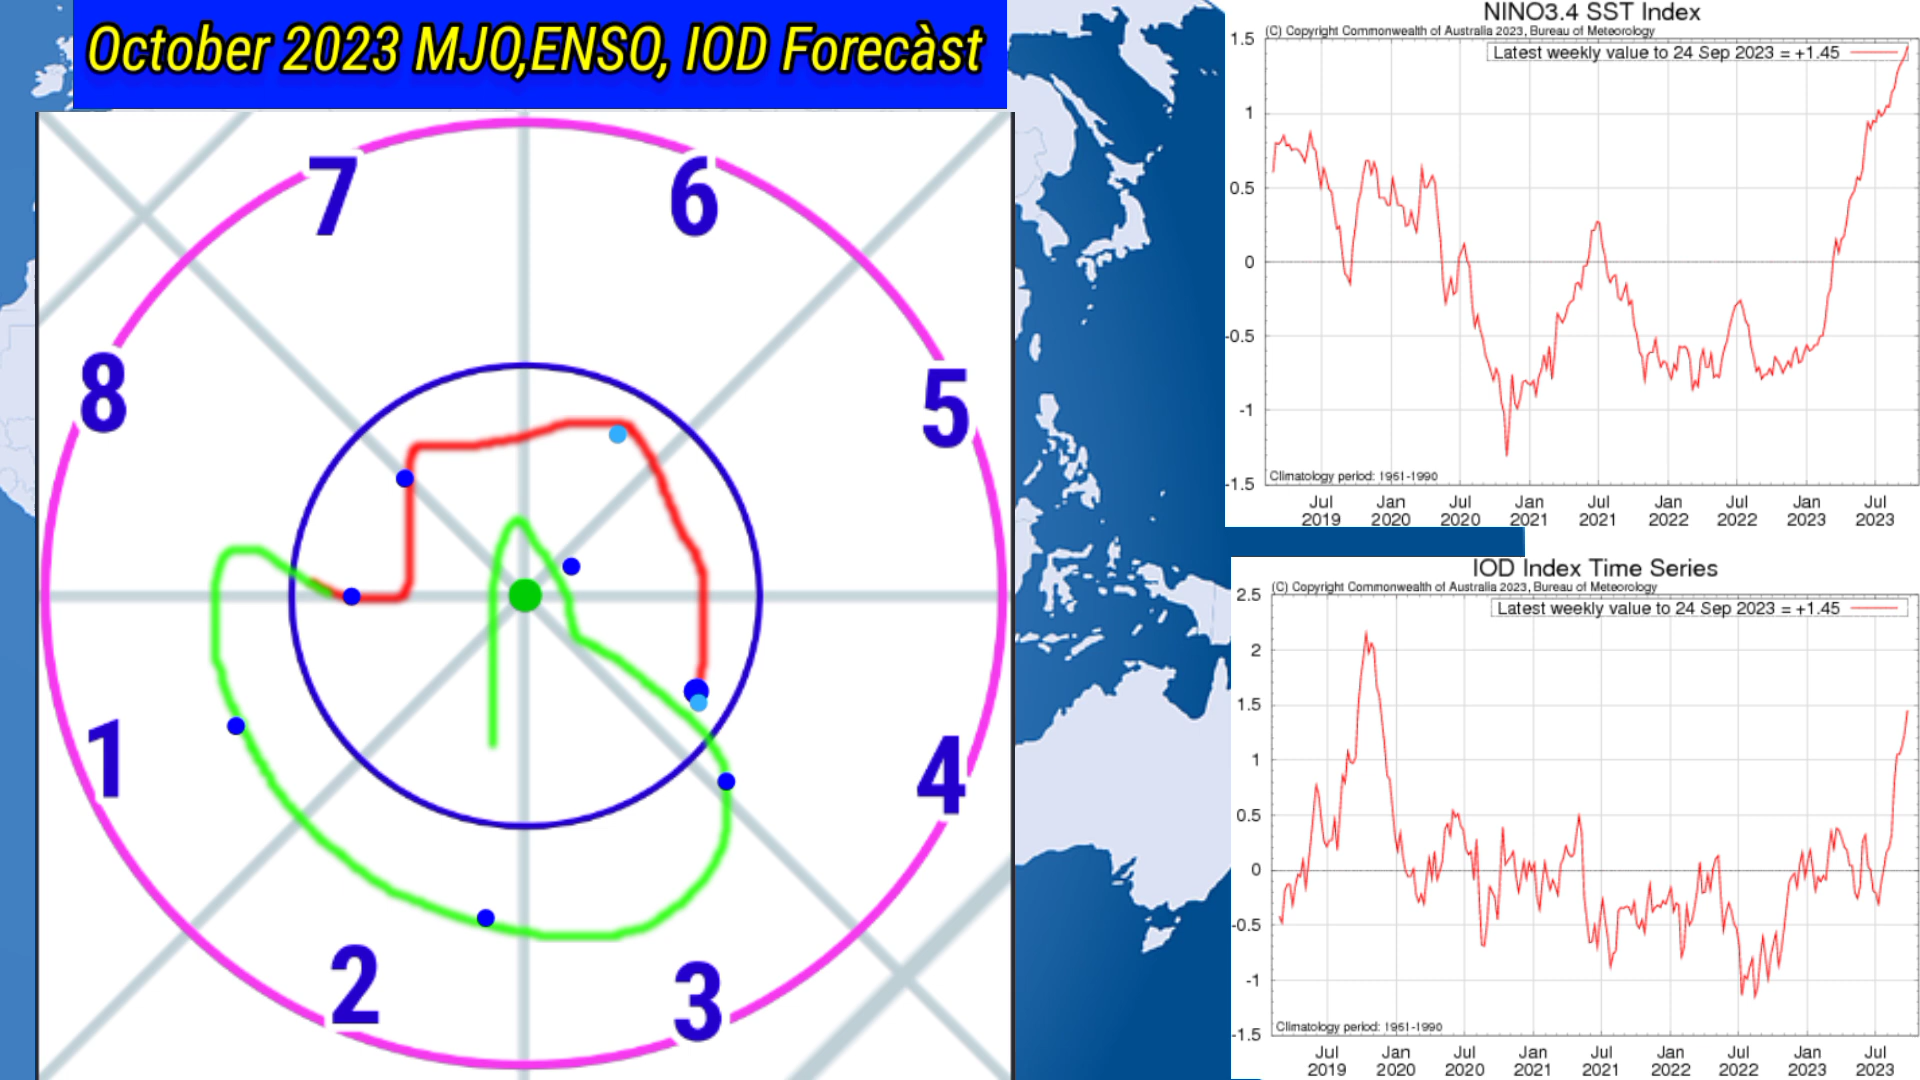 October 2023 MJO,ENSO, IOD Forecàst
7
6
8
5
1
4
2
3
NINO3.4 SST Index
(C) Copyright Commonwealth of Australia 2023, Bureau of Meteorology
Latest weekly value to 24 Sep 2023 = +1.45
1.5
1
0.5
0
-0.5
-1
-1.5
Climatology period: 1961-1990
Jul Jan Jul Jan Jul Jan Jul Jan Jul
2019 2020 2020 2021 2021 2022 2022 2023 2023
IOD Index Time Series
(C) Copyright Commonwealth of Australia 2023, Bureau of Meteorology
Latest weekly value to 24 Sep 2023 = +1.45
2.5
2
1.5
1
0.5
0
-0.5
-1
-1.5
Climatology period: 1961-1990
Jul Jan Jul Jan Jul Jan Jul Jan Jul
2019 2020 2020 2021 2021 2022 2022 2023 2023